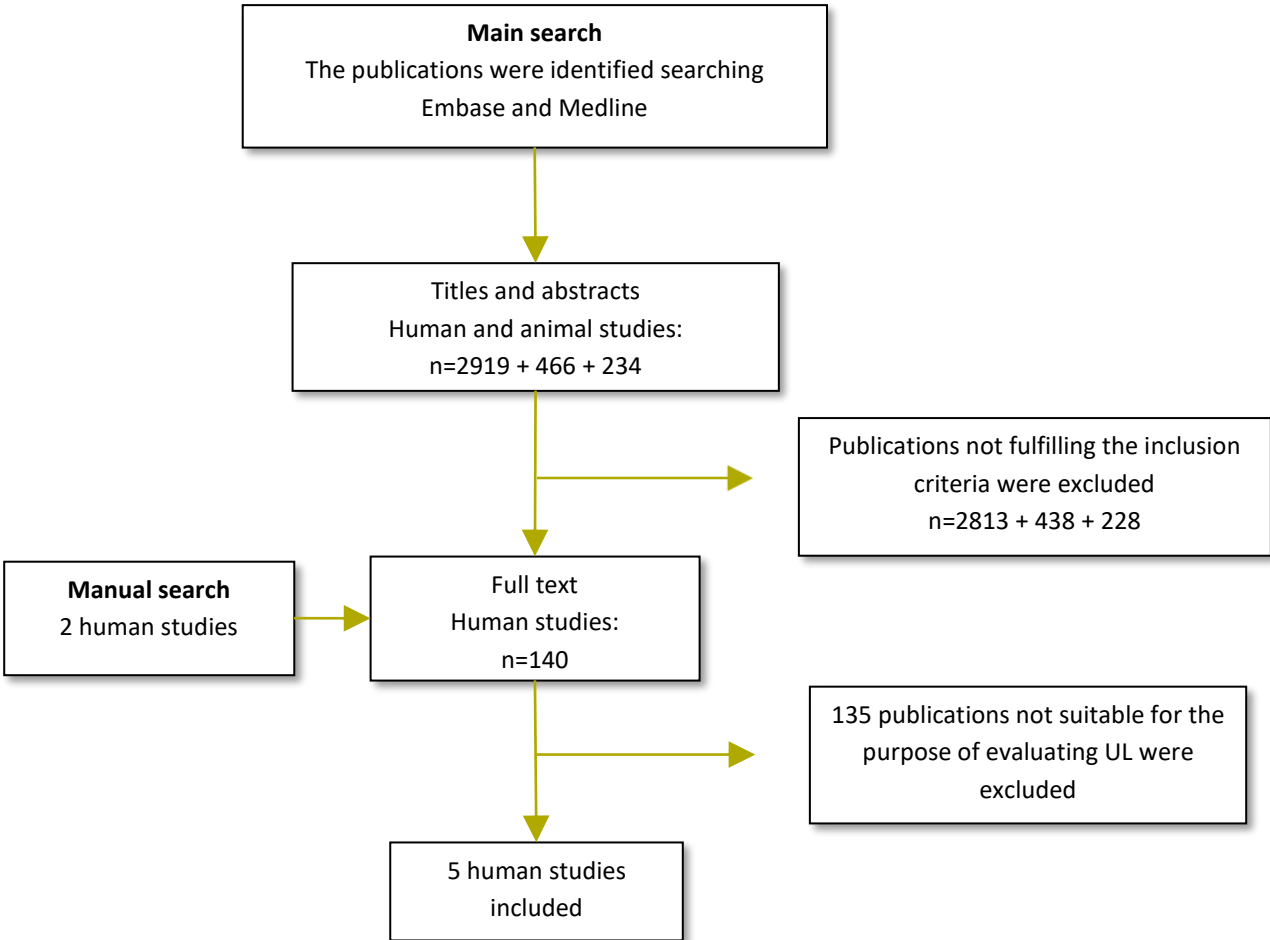 Main search
The publications were identified searching
Embase and Medline
Titles and abstracts
Human and animal studies:
n=2919 + 466 + 234
Publications not fulfilling the inclusion
criteria were excluded
n=2813 + 438 + 228
Manual search
2 human studies
Full text
Human studies:
n=140
135 publications not suitable for the
purpose of evaluating UL were
excluded
5 human studies
included